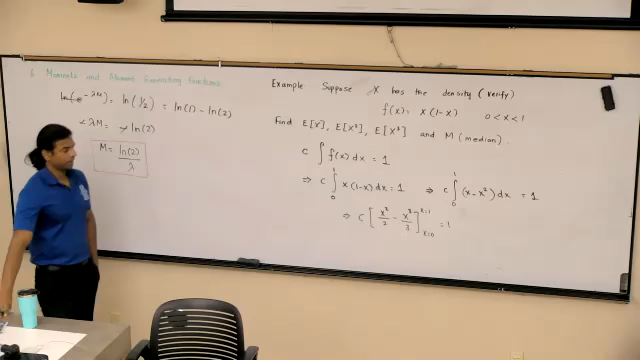 6 Moments and Moment Generating Functions
ln(e^{-λM}) = ln(1/2) = ln(1) - ln(2)
-λM = -ln(2)
M = ln(2)/λ
Example Suppose X has the density (verify)
f(x) = x(1-x) 0 < x < 1
Find E[X], E[X²], E[X³] and M (median).
C ∫ f(x) dx = 1
⇒ C ∫₀¹ x(1-x) dx = 1 ⇒ C ∫₀¹ (x-x²) dx = 1
⇒ C [x²/2 - x³/3]_{x=0}^{x=1} = 1